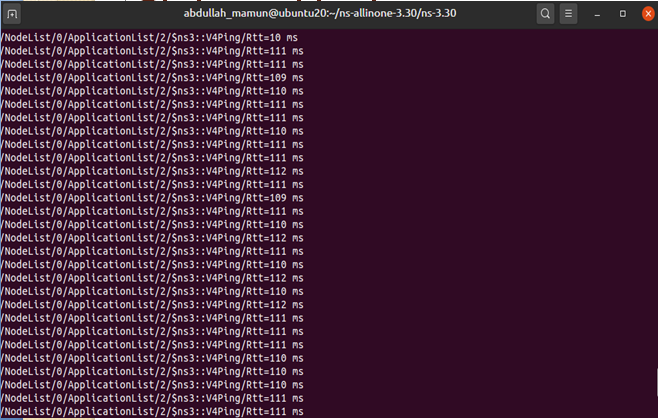 abdullah_mamun@ubuntu20:~/ns-allinone-3.30/ns-3.30
/NodeList/0/ApplicationList/2/$ns3::V4Ping/Rtt=10 ms
/NodeList/0/ApplicationList/2/$ns3::V4Ping/Rtt=111 ms
/NodeList/0/ApplicationList/2/$ns3::V4Ping/Rtt=111 ms
/NodeList/0/ApplicationList/2/$ns3::V4Ping/Rtt=109 ms
/NodeList/0/ApplicationList/2/$ns3::V4Ping/Rtt=110 ms
/NodeList/0/ApplicationList/2/$ns3::V4Ping/Rtt=111 ms
/NodeList/0/ApplicationList/2/$ns3::V4Ping/Rtt=111 ms
/NodeList/0/ApplicationList/2/$ns3::V4Ping/Rtt=110 ms
/NodeList/0/ApplicationList/2/$ns3::V4Ping/Rtt=111 ms
/NodeList/0/ApplicationList/2/$ns3::V4Ping/Rtt=111 ms
/NodeList/0/ApplicationList/2/$ns3::V4Ping/Rtt=112 ms
/NodeList/0/ApplicationList/2/$ns3::V4Ping/Rtt=111 ms
/NodeList/0/ApplicationList/2/$ns3::V4Ping/Rtt=109 ms
/NodeList/0/ApplicationList/2/$ns3::V4Ping/Rtt=111 ms
/NodeList/0/ApplicationList/2/$ns3::V4Ping/Rtt=110 ms
/NodeList/0/ApplicationList/2/$ns3::V4Ping/Rtt=112 ms
/NodeList/0/ApplicationList/2/$ns3::V4Ping/Rtt=111 ms
/NodeList/0/ApplicationList/2/$ns3::V4Ping/Rtt=110 ms
/NodeList/0/ApplicationList/2/$ns3::V4Ping/Rtt=112 ms
/NodeList/0/ApplicationList/2/$ns3::V4Ping/Rtt=110 ms
/NodeList/0/ApplicationList/2/$ns3::V4Ping/Rtt=112 ms
/NodeList/0/ApplicationList/2/$ns3::V4Ping/Rtt=111 ms
/NodeList/0/ApplicationList/2/$ns3::V4Ping/Rtt=111 ms
/NodeList/0/ApplicationList/2/$ns3::V4Ping/Rtt=111 ms
/NodeList/0/ApplicationList/2/$ns3::V4Ping/Rtt=110 ms
/NodeList/0/ApplicationList/2/$ns3::V4Ping/Rtt=110 ms
/NodeList/0/ApplicationList/2/$ns3::V4Ping/Rtt=110 ms
/NodeList/0/ApplicationList/2/$ns3::V4Ping/Rtt=111 ms
/NodeList/0/ApplicationList/2/$ns3::V4Ping/Rtt=111 ms